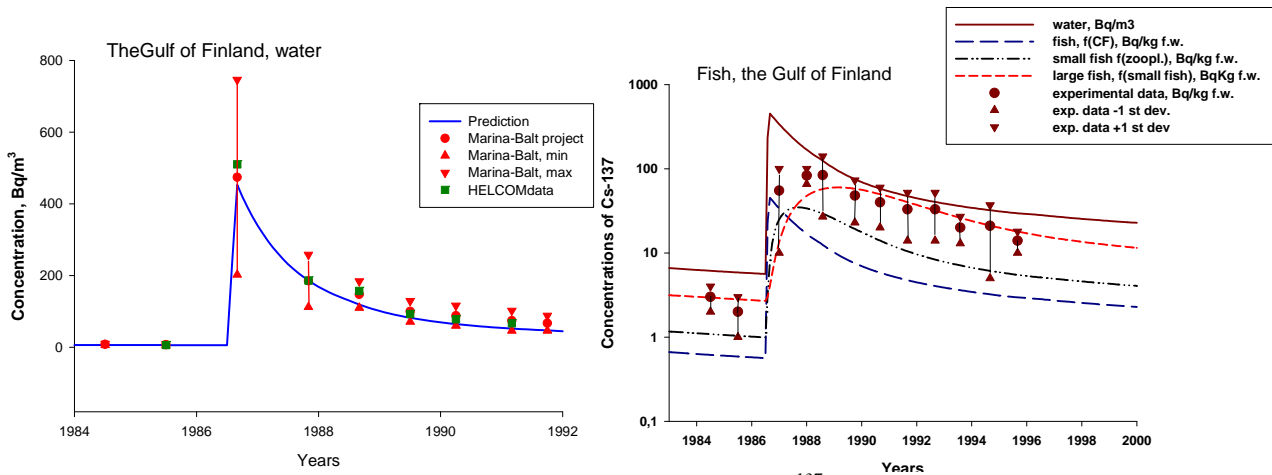 TheGulf of Finland, water
Concentration, Bq/m³
800
600
400
200
0
1984
1986
1988
1990
1992
Years
Prediction
Marina-Balt project
Marina-Balt, min
Marina-Balt, max
HELCOMdata
water, Bq/m3
fish, f(CF), Bq/kg f.w.
small fish f(zoopl.), Bq/kg f.w.
large fish, f(small fish), BqKg f.w.
experimental data, Bq/kg f.w.
exp. data -1 st dev.
exp. data +1 st dev
Fish, the Gulf of Finland
Concentrations of Cs-137
1000
100
10
1
0,1
1984
1986
1988
1990
1992
1994
1996
1998
2000
Years